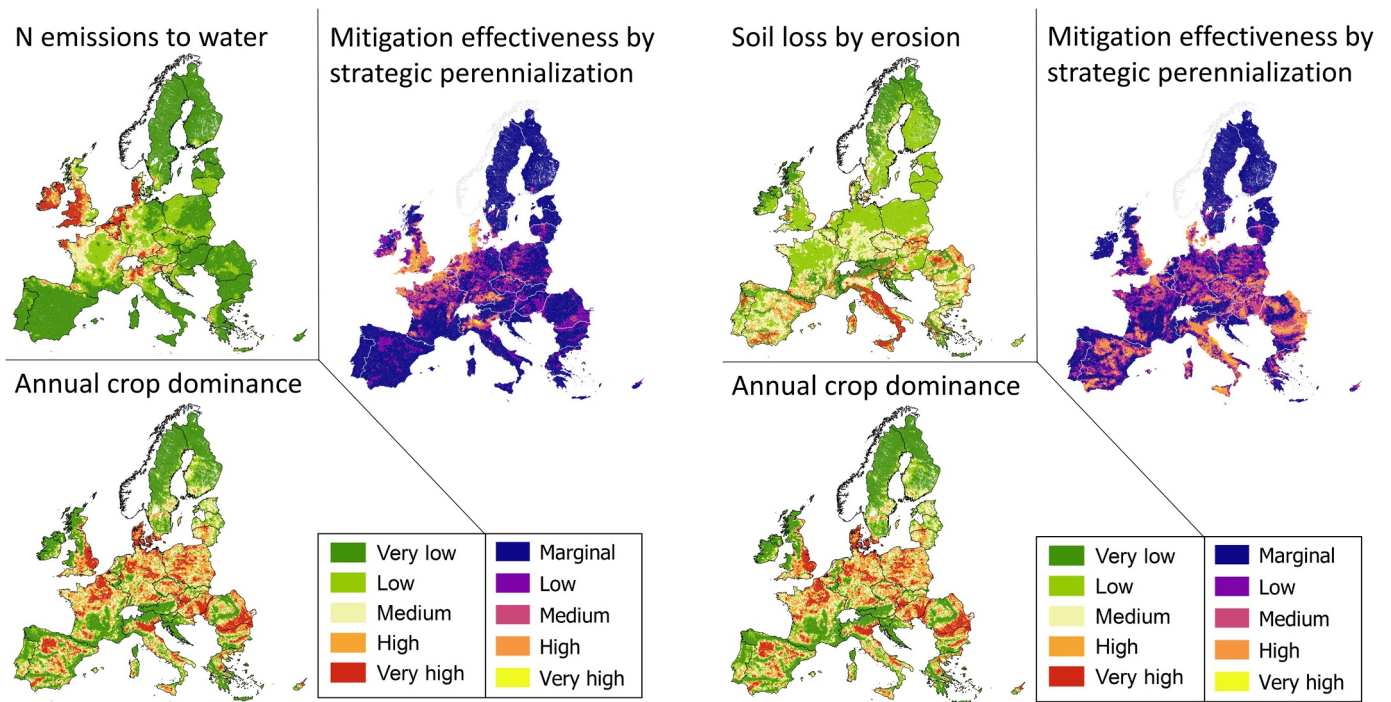 N emissions to water
Mitigation effectiveness by
strategic perennialization
Annual crop dominance
Very low
Low
Medium
High
Very high
Marginal
Low
Medium
High
Very high
Soil loss by erosion
Mitigation effectiveness by
strategic perennialization
Annual crop dominance
Very low
Low
Medium
High
Very high
Marginal
Low
Medium
High
Very high